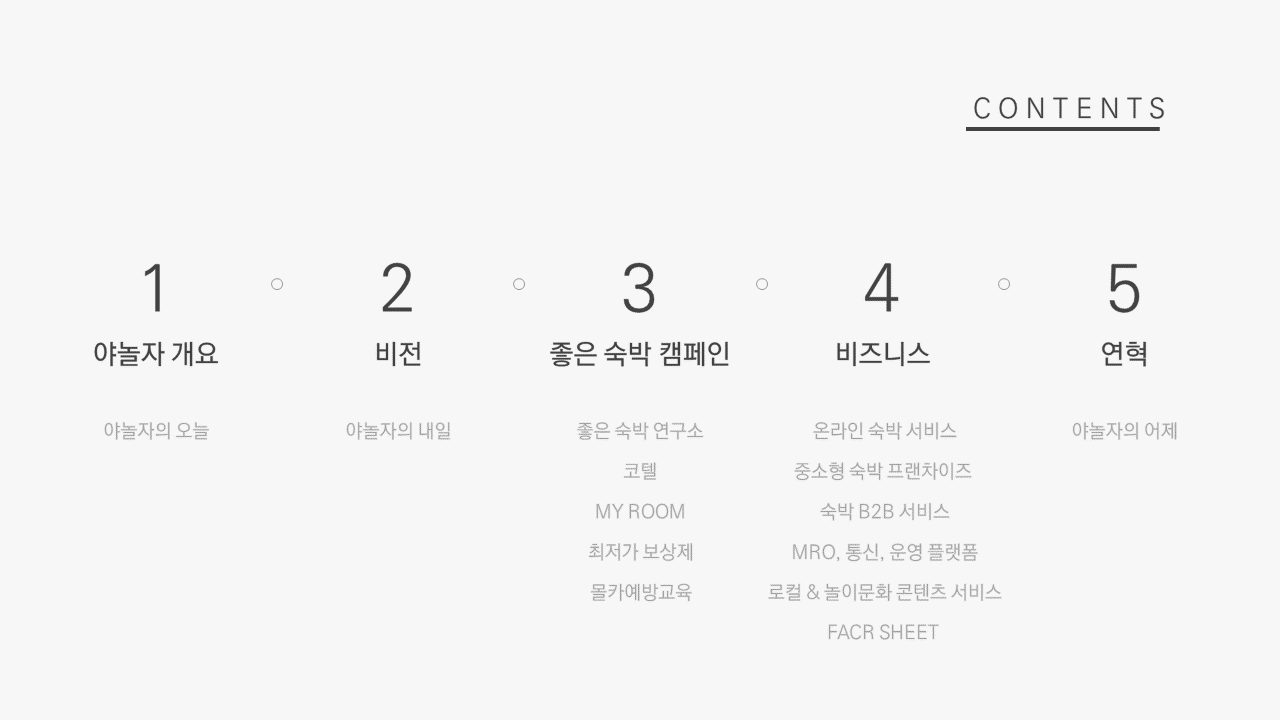 CONTENTS
1
야놀자 개요
야놀자의 오늘
2
비전
야놀자의 내일
3
좋은 숙박 캠페인
좋은 숙박 연구소
코텔
MY ROOM
최저가 보상제
몰카예방교육
4
비즈니스
온라인 숙박 서비스
중소형 숙박 프랜차이즈
숙박 B2B 서비스
MRO, 통신, 운영 플랫폼
로컬 & 놀이문화 콘텐츠 서비스
FACR SHEET
5
연혁
야놀자의 어제